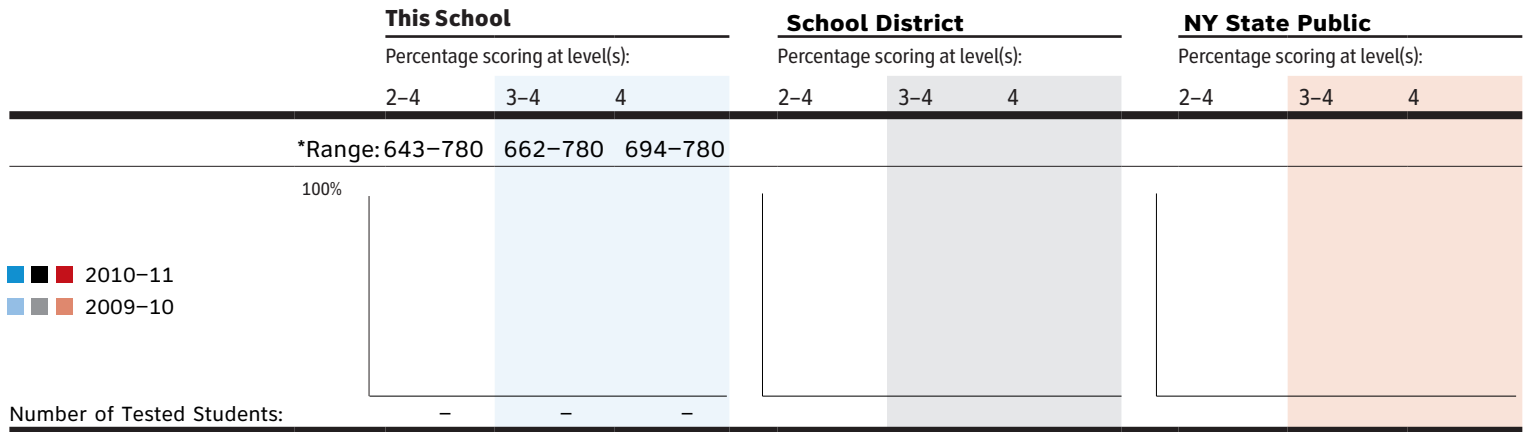 This School School District NY State Public
Percentage scoring at level(s): Percentage scoring at level(s): Percentage scoring at level(s):
2–4 3–4 4 2–4 3–4 4 2–4 3–4 4
*Range: 643–780 662–780 694–780
100%
2010–11
2009–10
Number of Tested Students: – – –